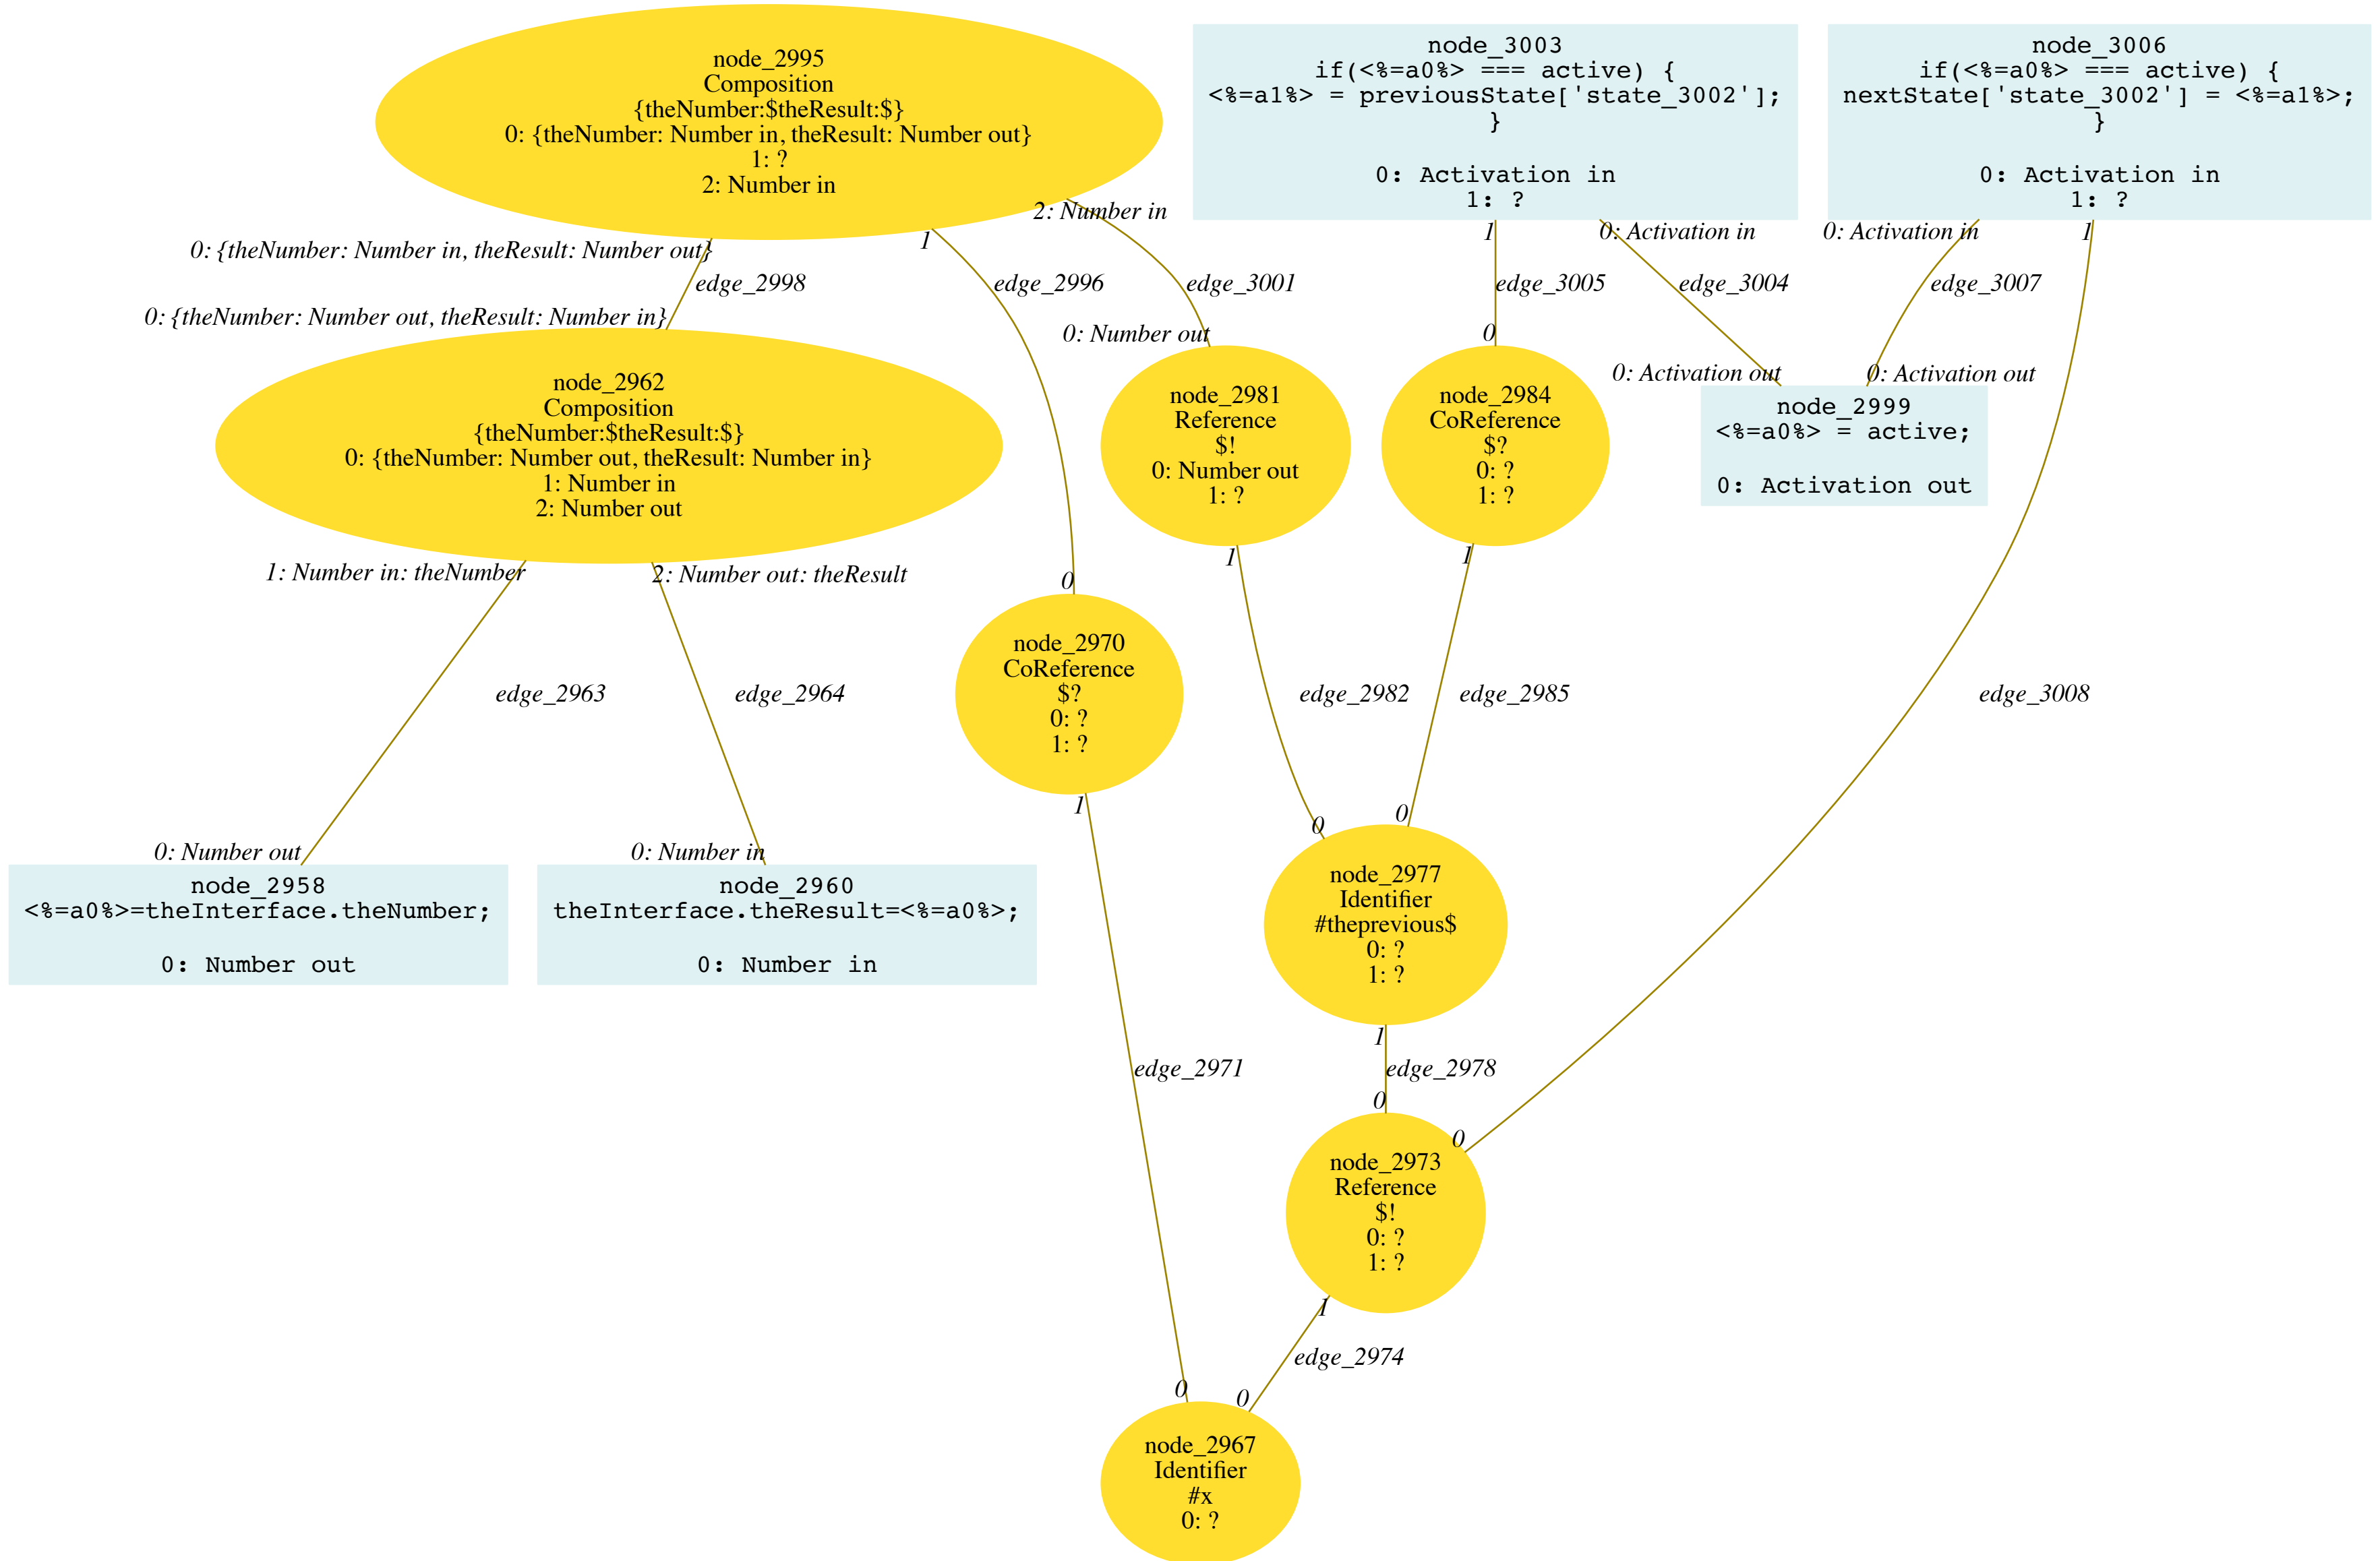 node_2995
Composition
{theNumber:$theResult:$}
0: {theNumber: Number in, theResult: Number out}
1: ?
2: Number in
node_3003
if(<%=a0%> === active) {
<%=a1%> = previousState['state_3002'];
}
0: Activation in
1: ?
node_3006
if(<%=a0%> === active) {
nextState['state_3002'] = <%=a1%>;
}
0: Activation in
1: ?
0: {theNumber: Number in, theResult: Number out}
1
2: Number in
1
0: Activation in
0: Activation in
1
edge_2998
edge_2996
edge_3001
edge_3005
edge_3004
edge_3007
0: {theNumber: Number out, theResult: Number in}
0: Number out
0
0: Activation out
0: Activation out
node_2962
Composition
{theNumber:$theResult:$}
0: {theNumber: Number out, theResult: Number in}
1: Number in
2: Number out
node_2981
Reference
$!
0: Number out
1: ?
node_2984
CoReference
$?
0: ?
1: ?
node_2999
<%=a0%> = active;
0: Activation out
1: Number in: theNumber
2: Number out: theResult
0
1
1
node_2970
CoReference
$?
0: ?
1: ?
edge_2963
edge_2964
edge_2982
edge_2985
edge_3008
0: Number out
0: Number in
1
0
0
node_2958
<%=a0%>=theInterface.theNumber;
0: Number out
node_2960
theInterface.theResult=<%=a0%>;
0: Number in
node_2977
Identifier
#theprevious$
0: ?
1: ?
1
edge_2971
edge_2978
0
0
node_2973
Reference
$!
0: ?
1: ?
1
edge_2974
0
0
node_2967
Identifier
#x
0: ?